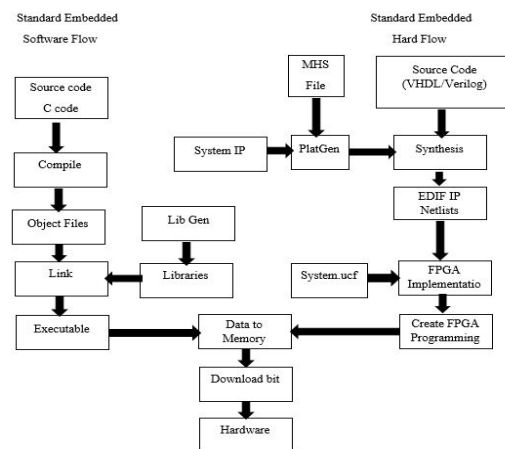 Standard Embedded
Software Flow
Standard Embedded
Hard Flow
Source code
C code
MHS
File
Source Code
(VHDL/Verilog)
Compile
System IP
PlatGen
Synthesis
Object Files
Lib Gen
EDIF IP
Netlists
Link
Libraries
System.ucf
FPGA
Implementatio
Executable
Data to
Memory
Create FPGA
Programming
Download bit
Hardware